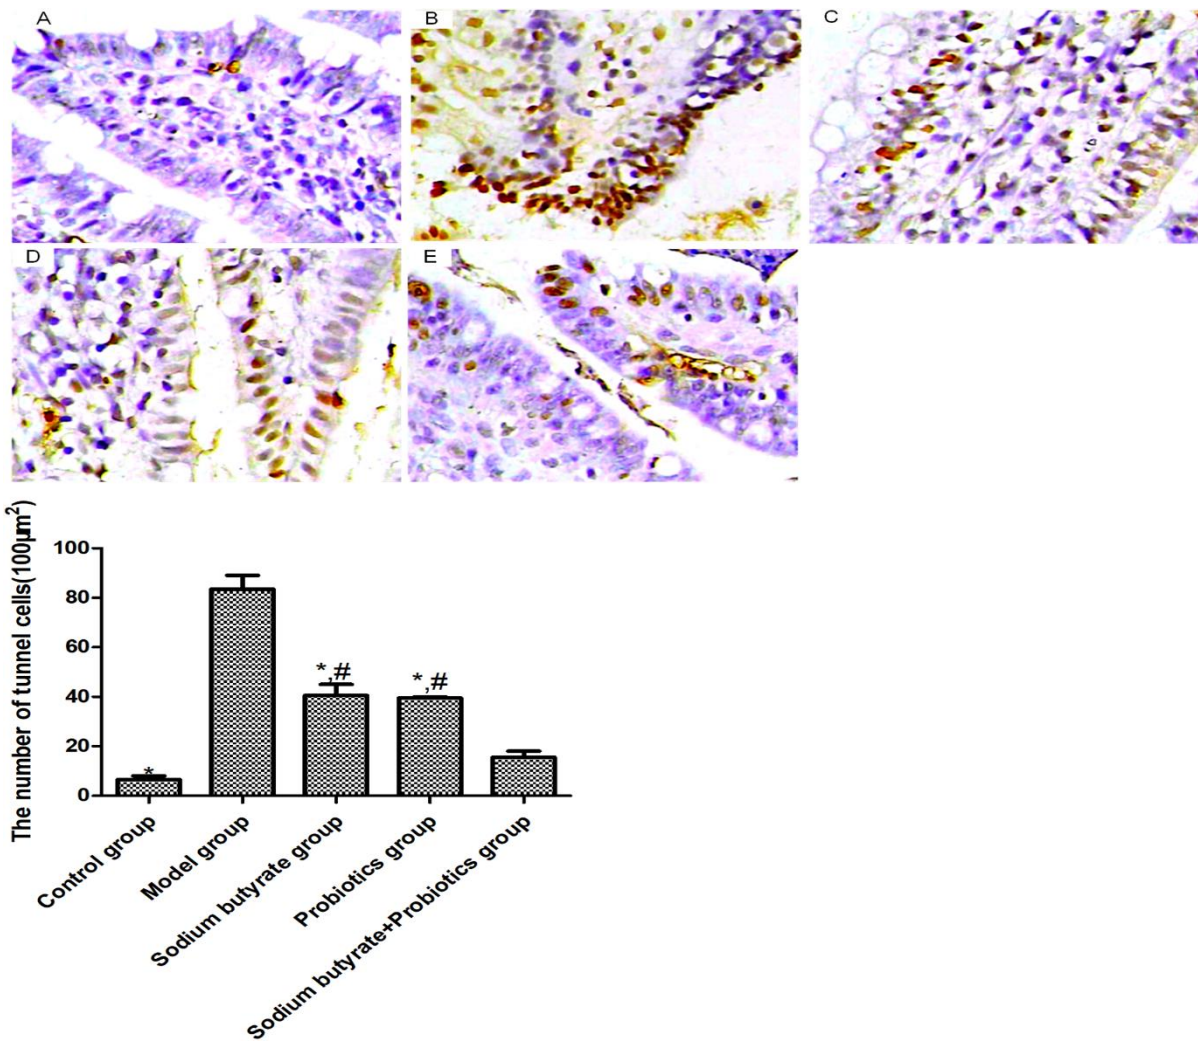 A
B
C
D
E
The number of tunnel cells(100μm²)
100
80
60
40
20
0
*
*,#
*,#
Control group
Model group
Sodium butyrate group
Probiotics group
Sodium butyrate+Probiotics group